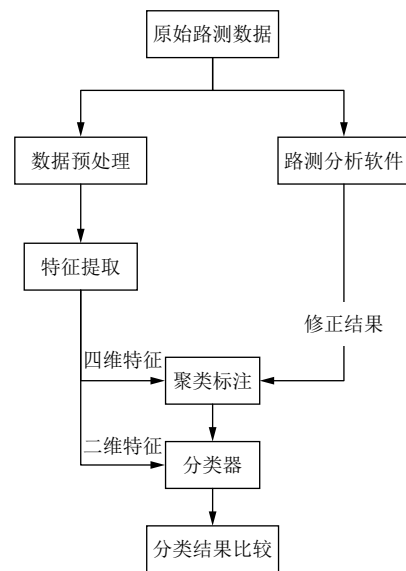 原始路测数据
数据预处理
路测分析软件
特征提取
修正结果
四维特征
聚类标注
二维特征
分类器
分类结果比较